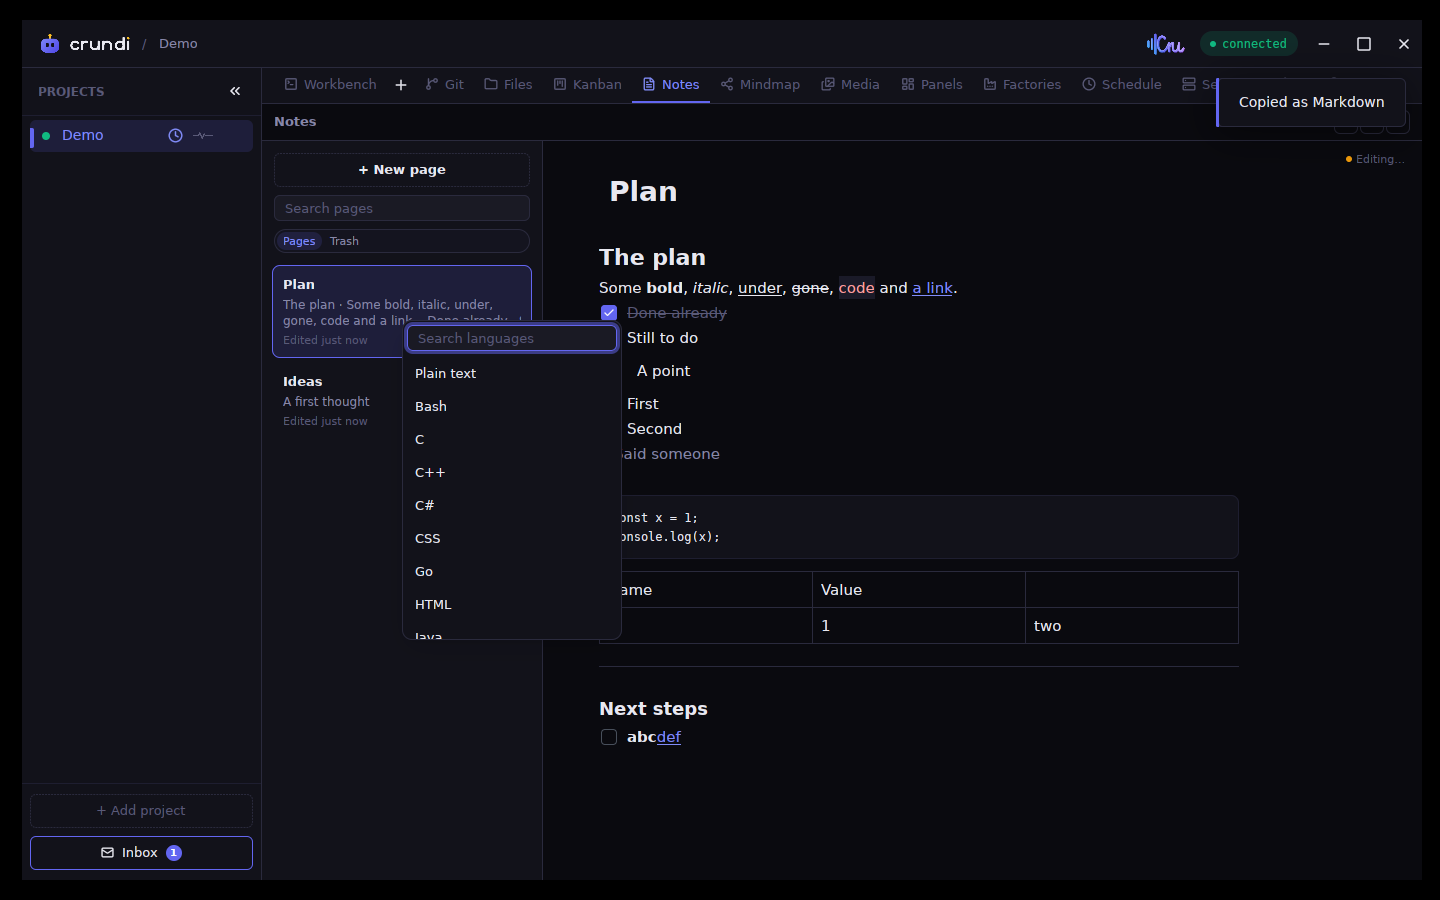 crundi / Demo
Cru
connected
PROJECTS
Demo
+ Add project
Inbox 1
Workbench + Git Files Kanban Notes Mindmap Media Panels Factories Schedule
Copied as Markdown
Notes
Editing...
+ New page
Search pages
Pages Trash
Plan
The plan · Some bold, italic, under,
gone, code and a link
Edited just now
Ideas
A first thought
Edited just now
Search languages
Plain text
Bash
C
C++
C#
CSS
Go
HTML
Java
Plan
The plan
Some bold, italic, under, gone, code and a link.
Done already
Still to do
A point
First
Second
aid someone
onst x = 1;
onsole.log(x);
ame Value
1 two
Next steps
abcdef